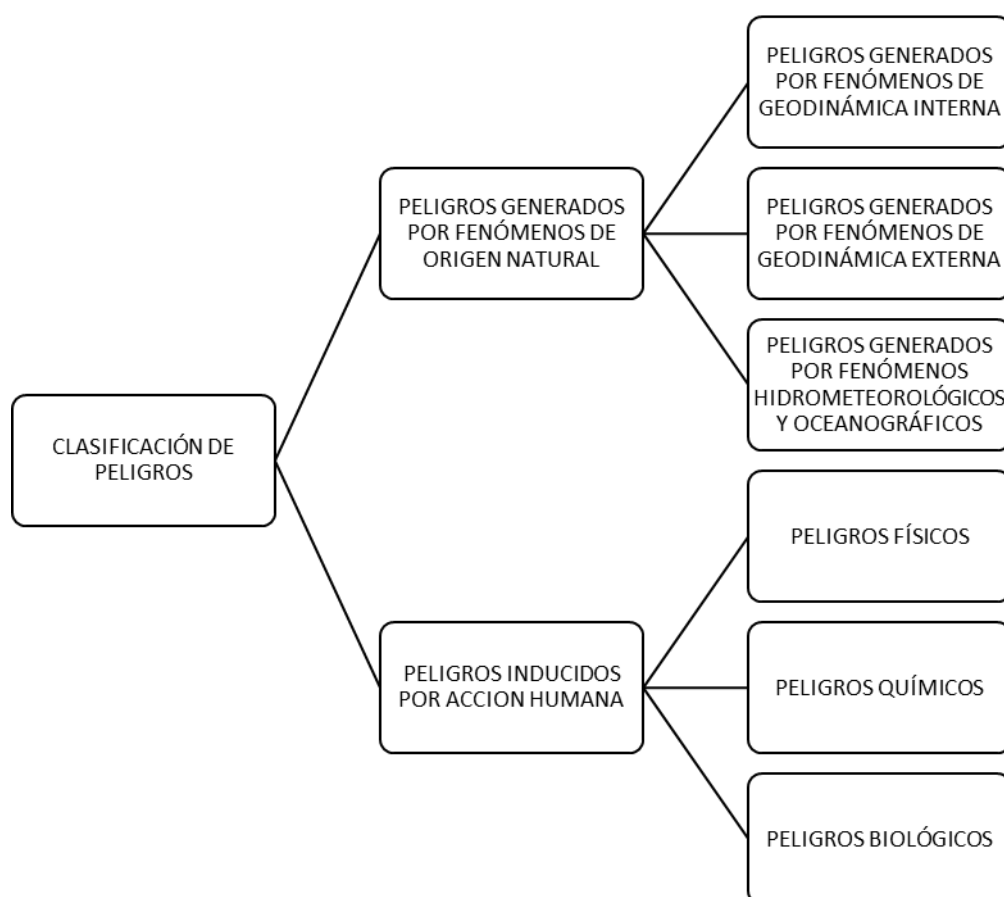 CLASIFICACIÓN DE
PELIGROS
PELIGROS GENERADOS
POR FENÓMENOS DE
ORIGEN NATURAL
PELIGROS GENERADOS
POR FENÓMENOS DE
GEODINÁMICA INTERNA
PELIGROS GENERADOS
POR FENÓMENOS DE
GEODINÁMICA EXTERNA
PELIGROS GENERADOS
POR FENÓMENOS
HIDROMETEOROLÓGICOS
Y OCEANOGRÁFICOS
PELIGROS INDUCIDOS
POR ACCION HUMANA
PELIGROS FÍSICOS
PELIGROS QUÍMICOS
PELIGROS BIOLÓGICOS